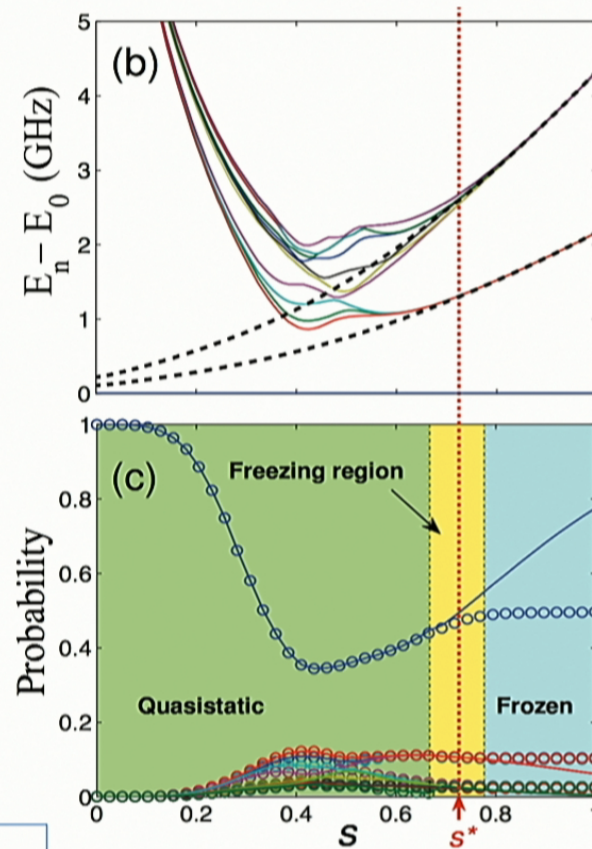 5
(b)
4
3
2
1
0
E_n − E_0 (GHz)
1
(c)
Freezing region
0.8
0.6
0.4
Probability
Quasistatic
Frozen
0.2
0
0 0.2 0.4 0.6 0.8
s
s*